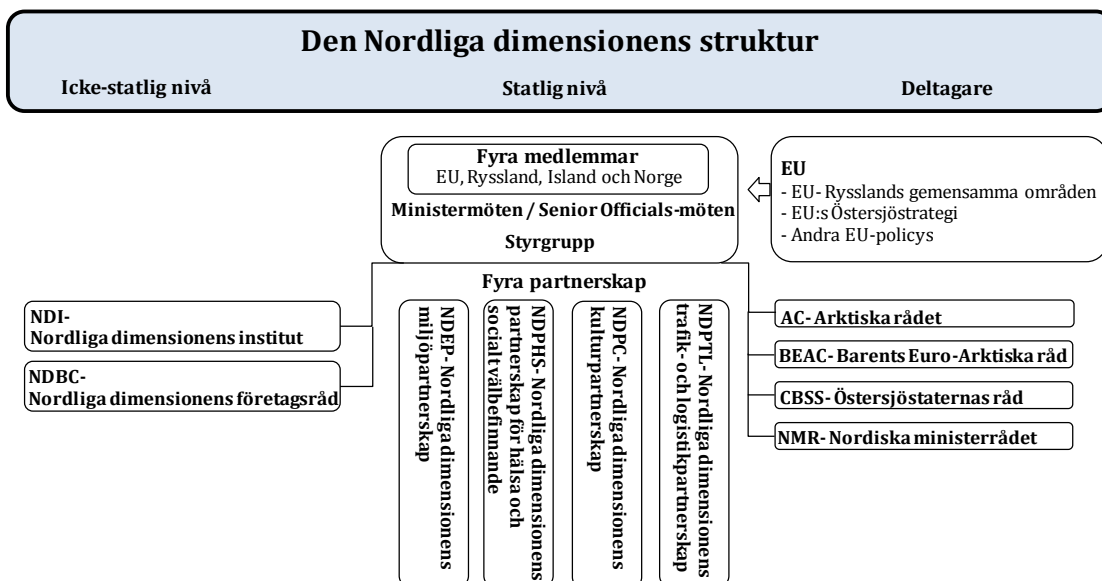 Den Nordliga dimensionens struktur
Icke-statlig nivå
Statlig nivå
Deltagare
Fyra medlemmar
EU, Ryssland, Island och Norge
Ministermöten / Senior Officials-möten
Styrgrupp
EU
- EU- Rysslands gemensamma områden
- EU:s Östersjöstrategi
- Andra EU-policys
Fyra partnerskap
NDI-
Nordliga dimensionens institut
NDBC-
Nordliga dimensionens företagsråd
NDEP- Nordliga dimensionens
miljöpartnerskap
NDPHS- Nordliga dimensionens
partnerskap för hälsa och
socialt välbefinnande
NDPC- Nordliga dimensionens
kulturpartnerskap
NDPTL- Nordliga dimensionens
trafik- och logistikpartnerskap
AC- Arktiska rådet
BEAC- Barents Euro-Arktiska råd
CBSS- Östersjöstaternas råd
NMR- Nordiska ministerrådet